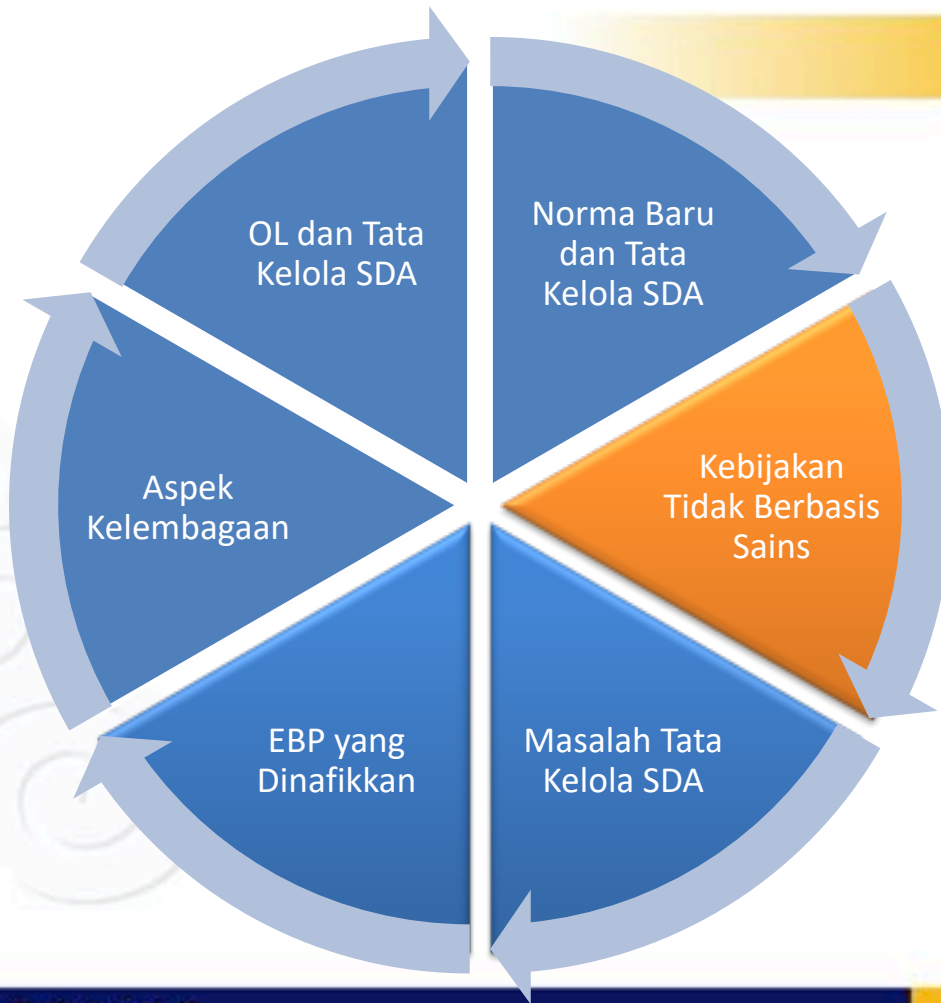 Norma Baru
dan Tata
Kelola SDA
Kebijakan
Tidak Berbasis
Sains
Masalah Tata
Kelola SDA
EBP yang
Dinafikkan
Aspek
Kelembagaan
OL dan Tata
Kelola SDA